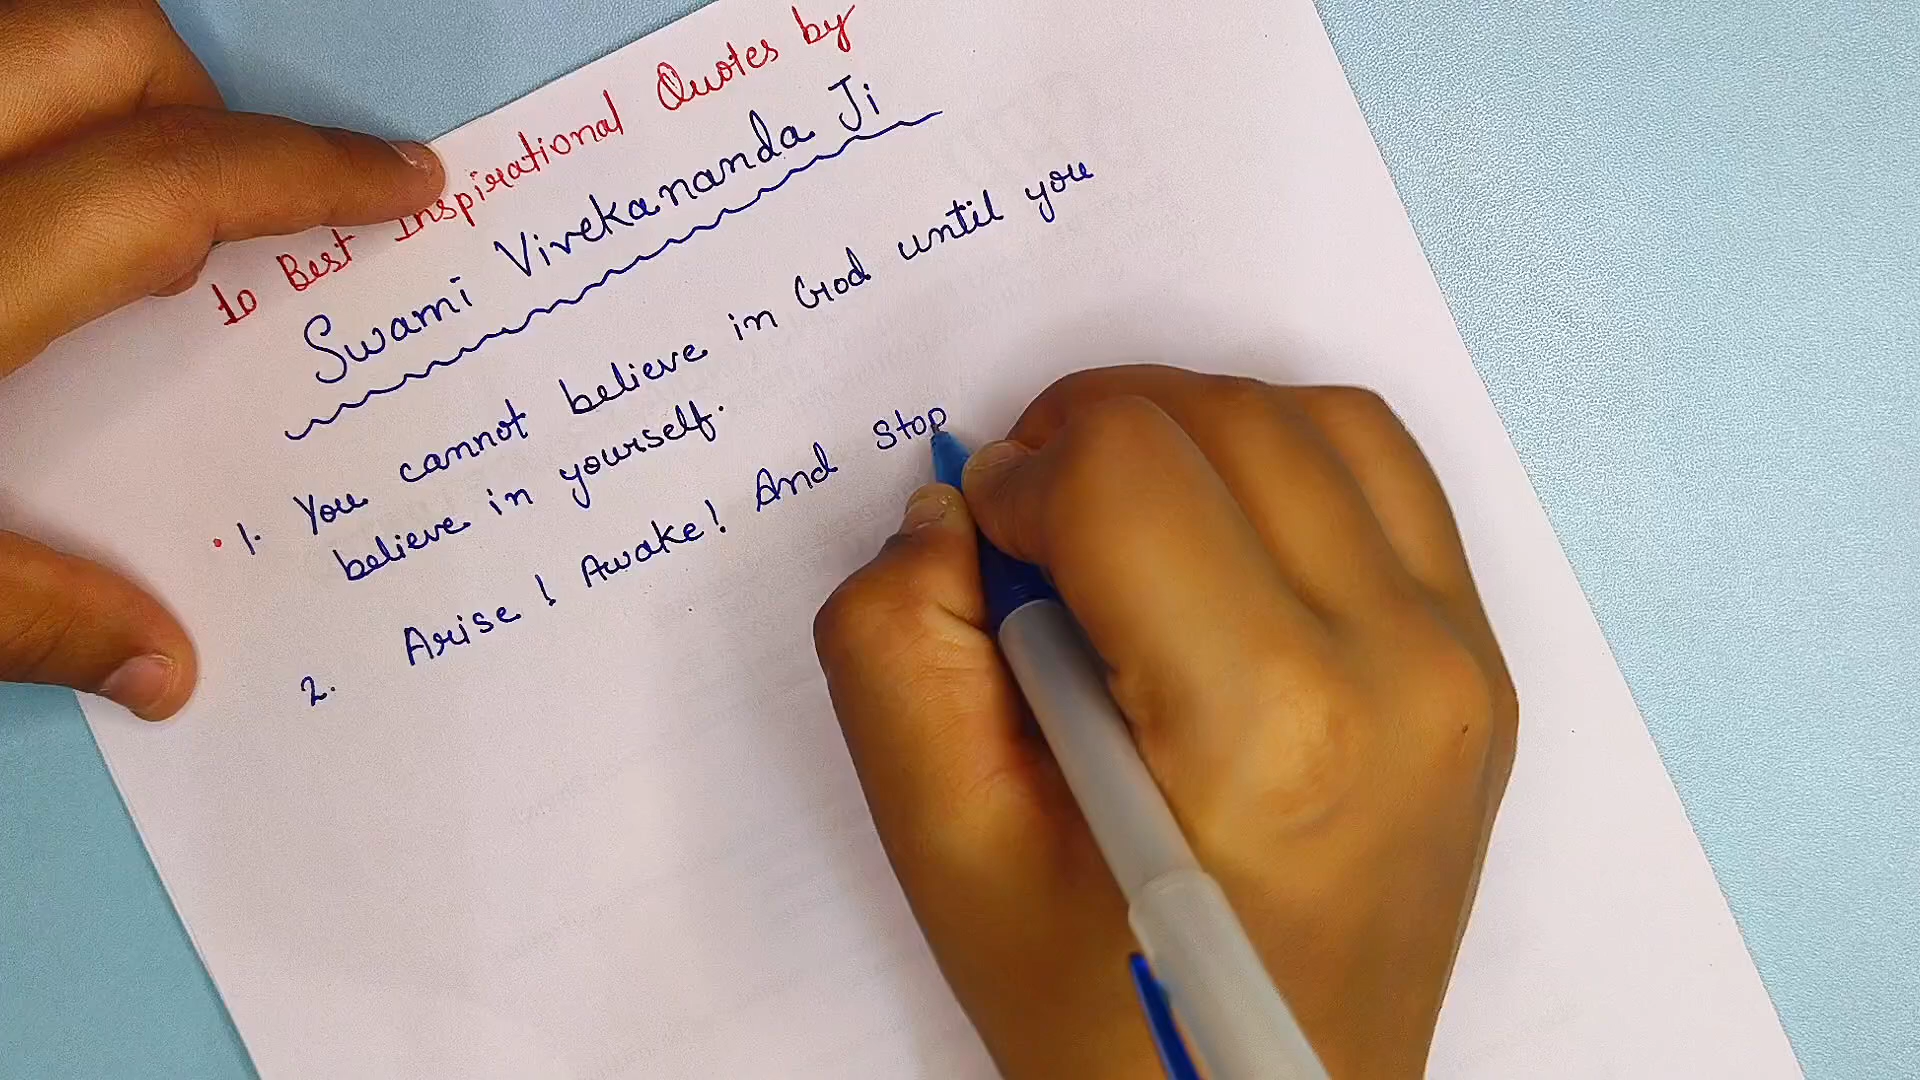 10 Best Inspirational Quotes by
Swami Vivekananda Ji
1. You cannot believe in God until you
believe in yourself.
2. Arise! Awake! And stop